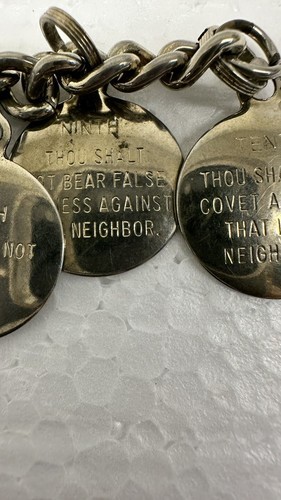 H
NOT
NINTH
THOU SHALT
T BEAR FALSE
ESS AGAINST
NEIGHBOR.
TEN
THOU SHA
COVET A
THAT
NEIGH